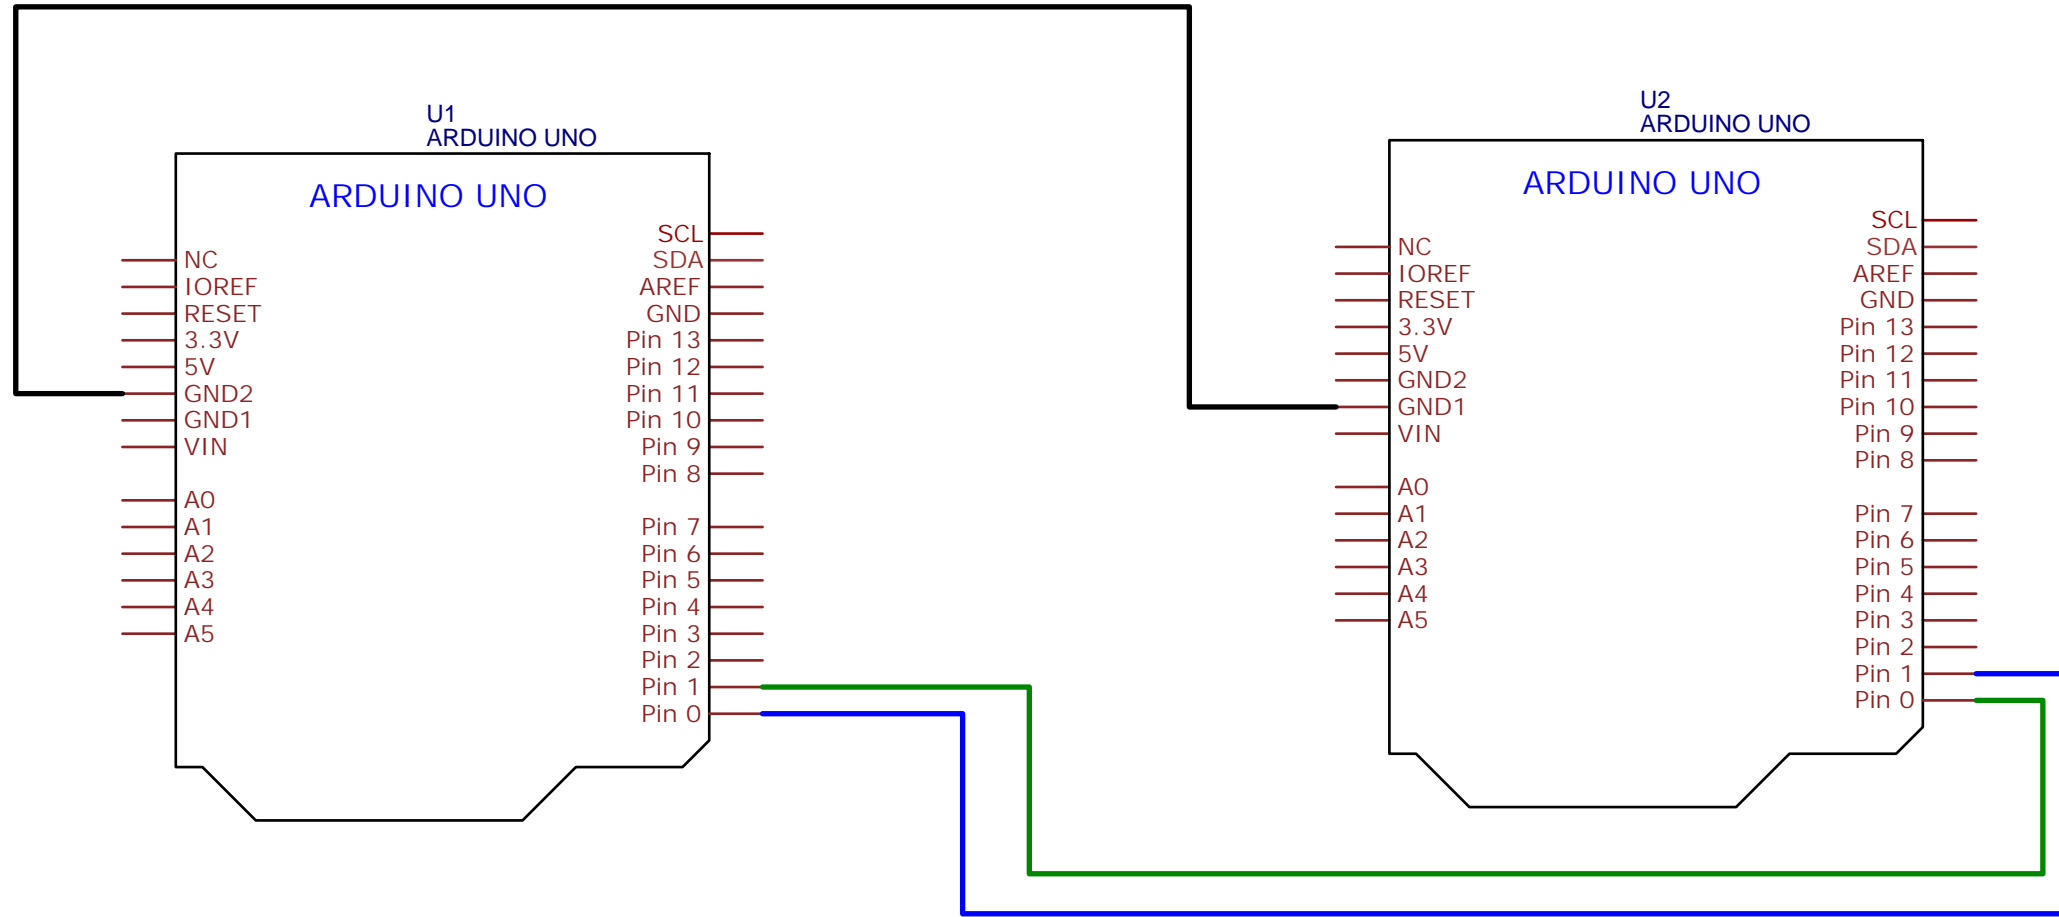 U1
ARDUINO UNO
ARDUINO UNO
NC
IOREF
RESET
3.3V
5V
GND2
GND1
VIN
A0
A1
A2
A3
A4
A5
SCL
SDA
AREF
GND
Pin 13
Pin 12
Pin 11
Pin 10
Pin 9
Pin 8
Pin 7
Pin 6
Pin 5
Pin 4
Pin 3
Pin 2
Pin 1
Pin 0
U2
ARDUINO UNO
ARDUINO UNO
NC
IOREF
RESET
3.3V
5V
GND2
GND1
VIN
A0
A1
A2
A3
A4
A5
SCL
SDA
AREF
GND
Pin 13
Pin 12
Pin 11
Pin 10
Pin 9
Pin 8
Pin 7
Pin 6
Pin 5
Pin 4
Pin 3
Pin 2
Pin 1
Pin 0